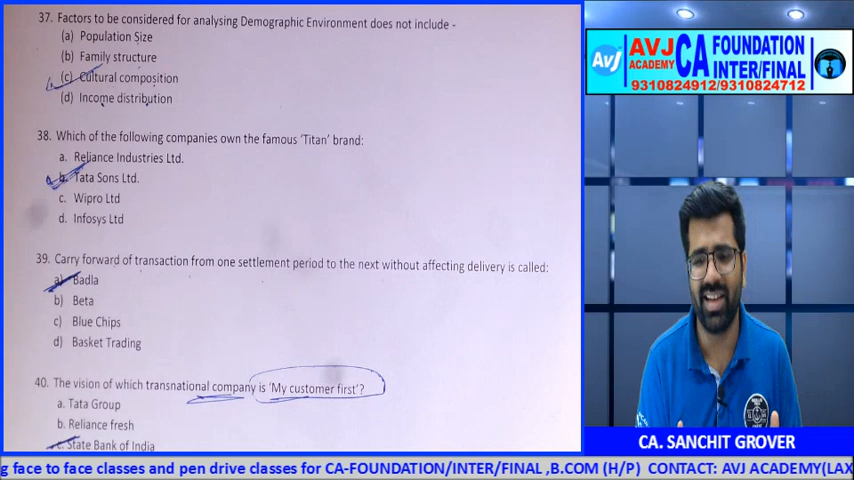 37. Factors to be considered for analysing Demographic Environment does not include -
(a) Population Size
(b) Family structure
(c) Cultural composition
(d) Income distribution
38. Which of the following companies own the famous 'Titan' brand:
a. Reliance Industries Ltd.
b. Tata Sons Ltd.
c. Wipro Ltd
d. Infosys Ltd
39. Carry forward of transaction from one settlement period to the next without affecting delivery is called:
a) Badla
b) Beta
c) Blue Chips
d) Basket Trading
40. The vision of which transnational company is 'My customer first'?
a. Tata Group
b. Reliance fresh
c. State Bank of India
AVJ
AVJ
ACADEMY
CA
FOUNDATION
INTER/FINAL
9310824912/9310824712
CA. SANCHIT GROVER
g face to face classes and pen drive classes for CA-FOUNDATION/INTER/FINAL ,B.COM (H/P) CONTACT: AVJ ACADEMY(LAX